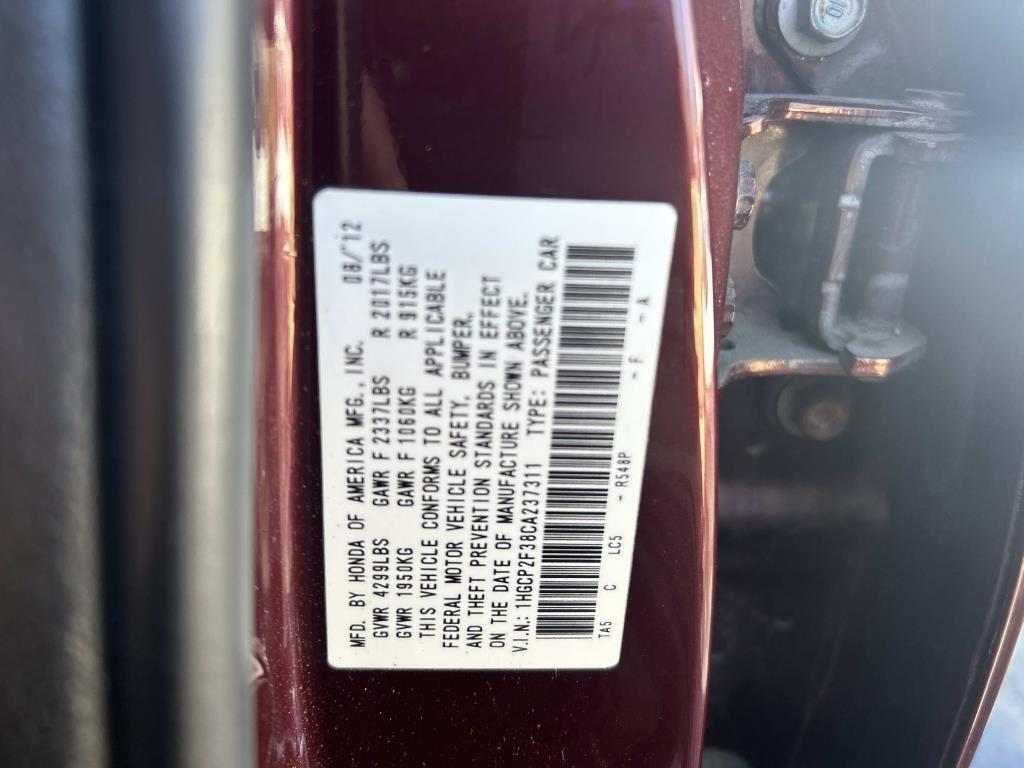 MFD. BY HONDA OF AMERICA MFG., INC. 08/'12
GVWR 4299LBS GAWR F 2337LBS R 2017LBS
GVWR 1950KG GAWR F 1060KG R 915KG
THIS VEHICLE CONFORMS TO ALL APPLICABLE
FEDERAL MOTOR VEHICLE SAFETY, BUMPER,
AND THEFT PREVENTION STANDARDS IN EFFECT
ON THE DATE OF MANUFACTURE SHOWN ABOVE.
V.I.N.: 1HGCP2F38CA237311 TYPE: PASSENGER CAR
TA5 C LC5 - R548P - F - A
10